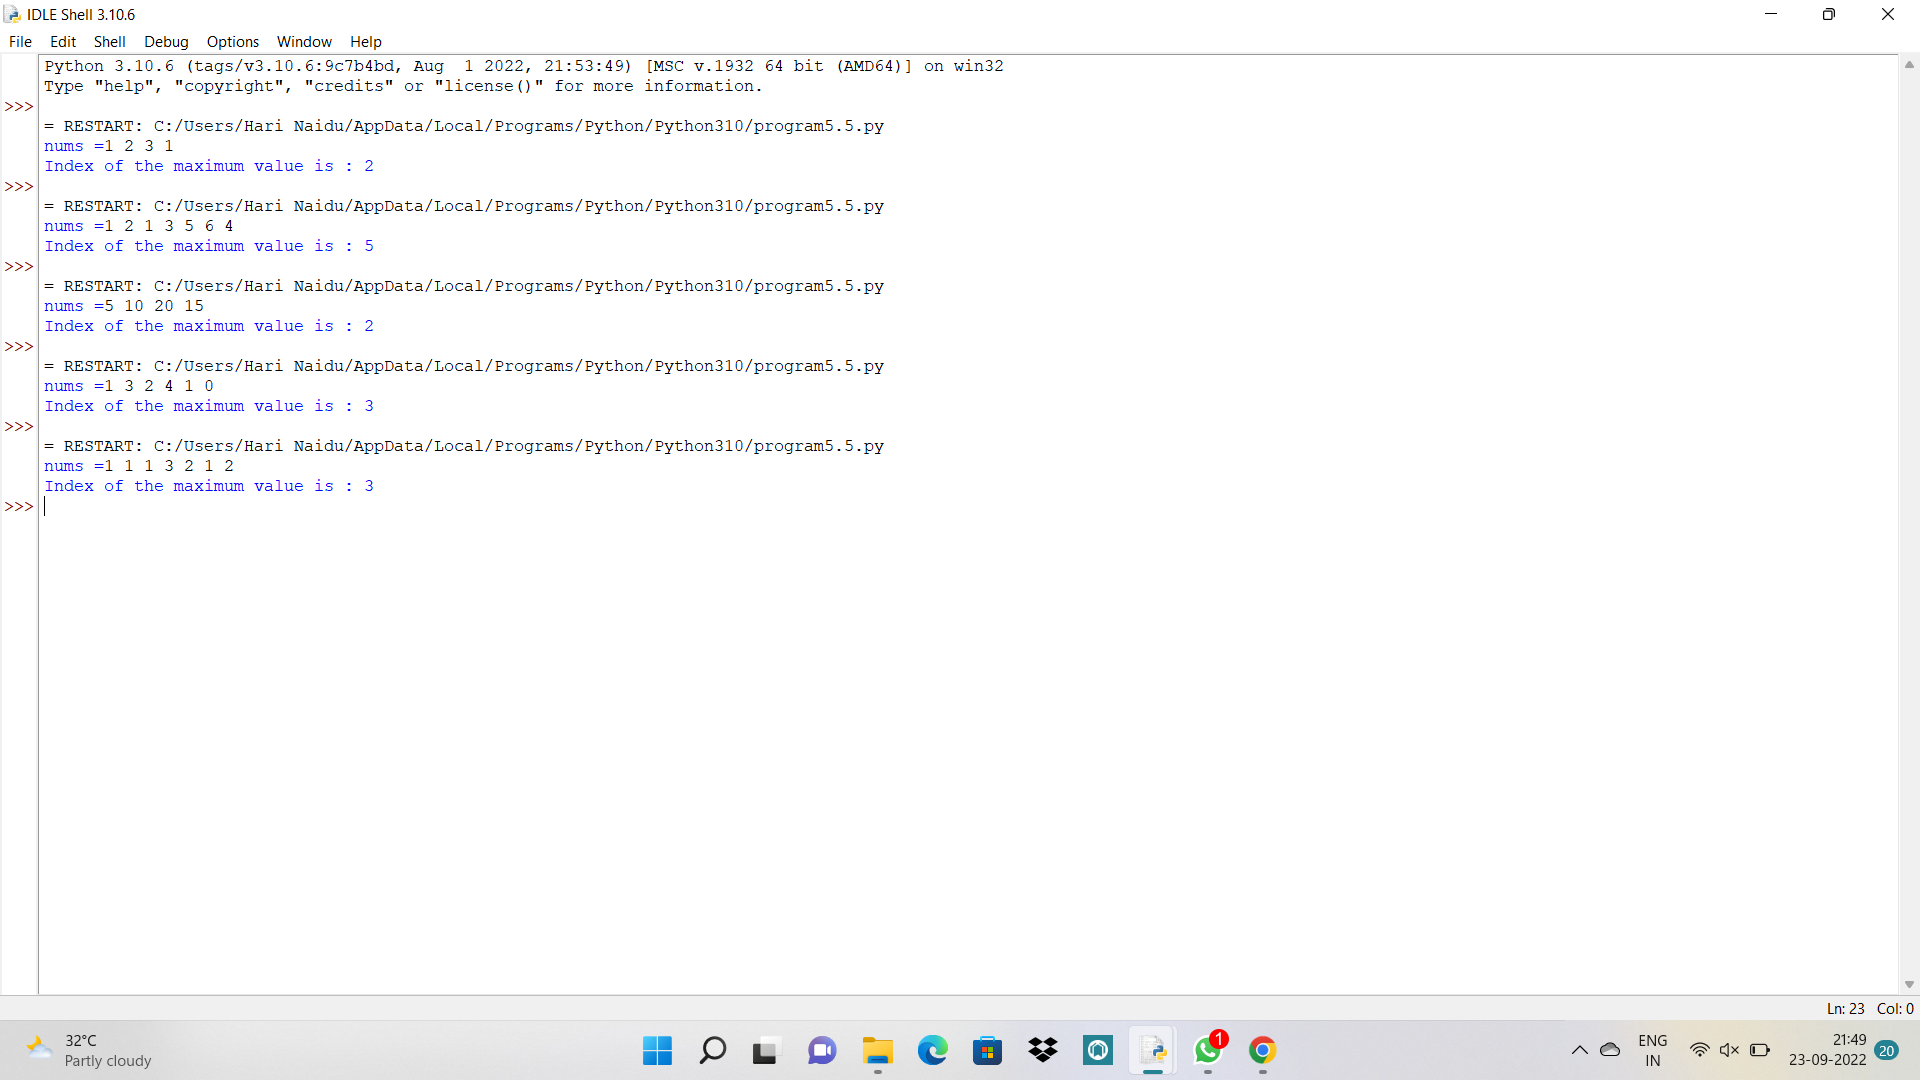 IDLE Shell 3.10.6
File Edit Shell Debug Options Window Help
Python 3.10.6 (tags/v3.10.6:9c7b4bd, Aug  1 2022, 21:53:49) [MSC v.1932 64 bit (AMD64)] on win32
Type "help", "copyright", "credits" or "license()" for more information.
>>>
= RESTART: C:/Users/Hari Naidu/AppData/Local/Programs/Python/Python310/program5.5.py
nums =1 2 3 1
Index of the maximum value is : 2
>>>
= RESTART: C:/Users/Hari Naidu/AppData/Local/Programs/Python/Python310/program5.5.py
nums =1 2 1 3 5 6 4
Index of the maximum value is : 5
>>>
= RESTART: C:/Users/Hari Naidu/AppData/Local/Programs/Python/Python310/program5.5.py
nums =5 10 20 15
Index of the maximum value is : 2
>>>
= RESTART: C:/Users/Hari Naidu/AppData/Local/Programs/Python/Python310/program5.5.py
nums =1 3 2 4 1 0
Index of the maximum value is : 3
>>>
= RESTART: C:/Users/Hari Naidu/AppData/Local/Programs/Python/Python310/program5.5.py
nums =1 1 1 3 2 1 2
Index of the maximum value is : 3
>>>
Ln: 23 Col: 0
32°C
Partly cloudy
1
ENG
IN
21:49
23-09-2022
20